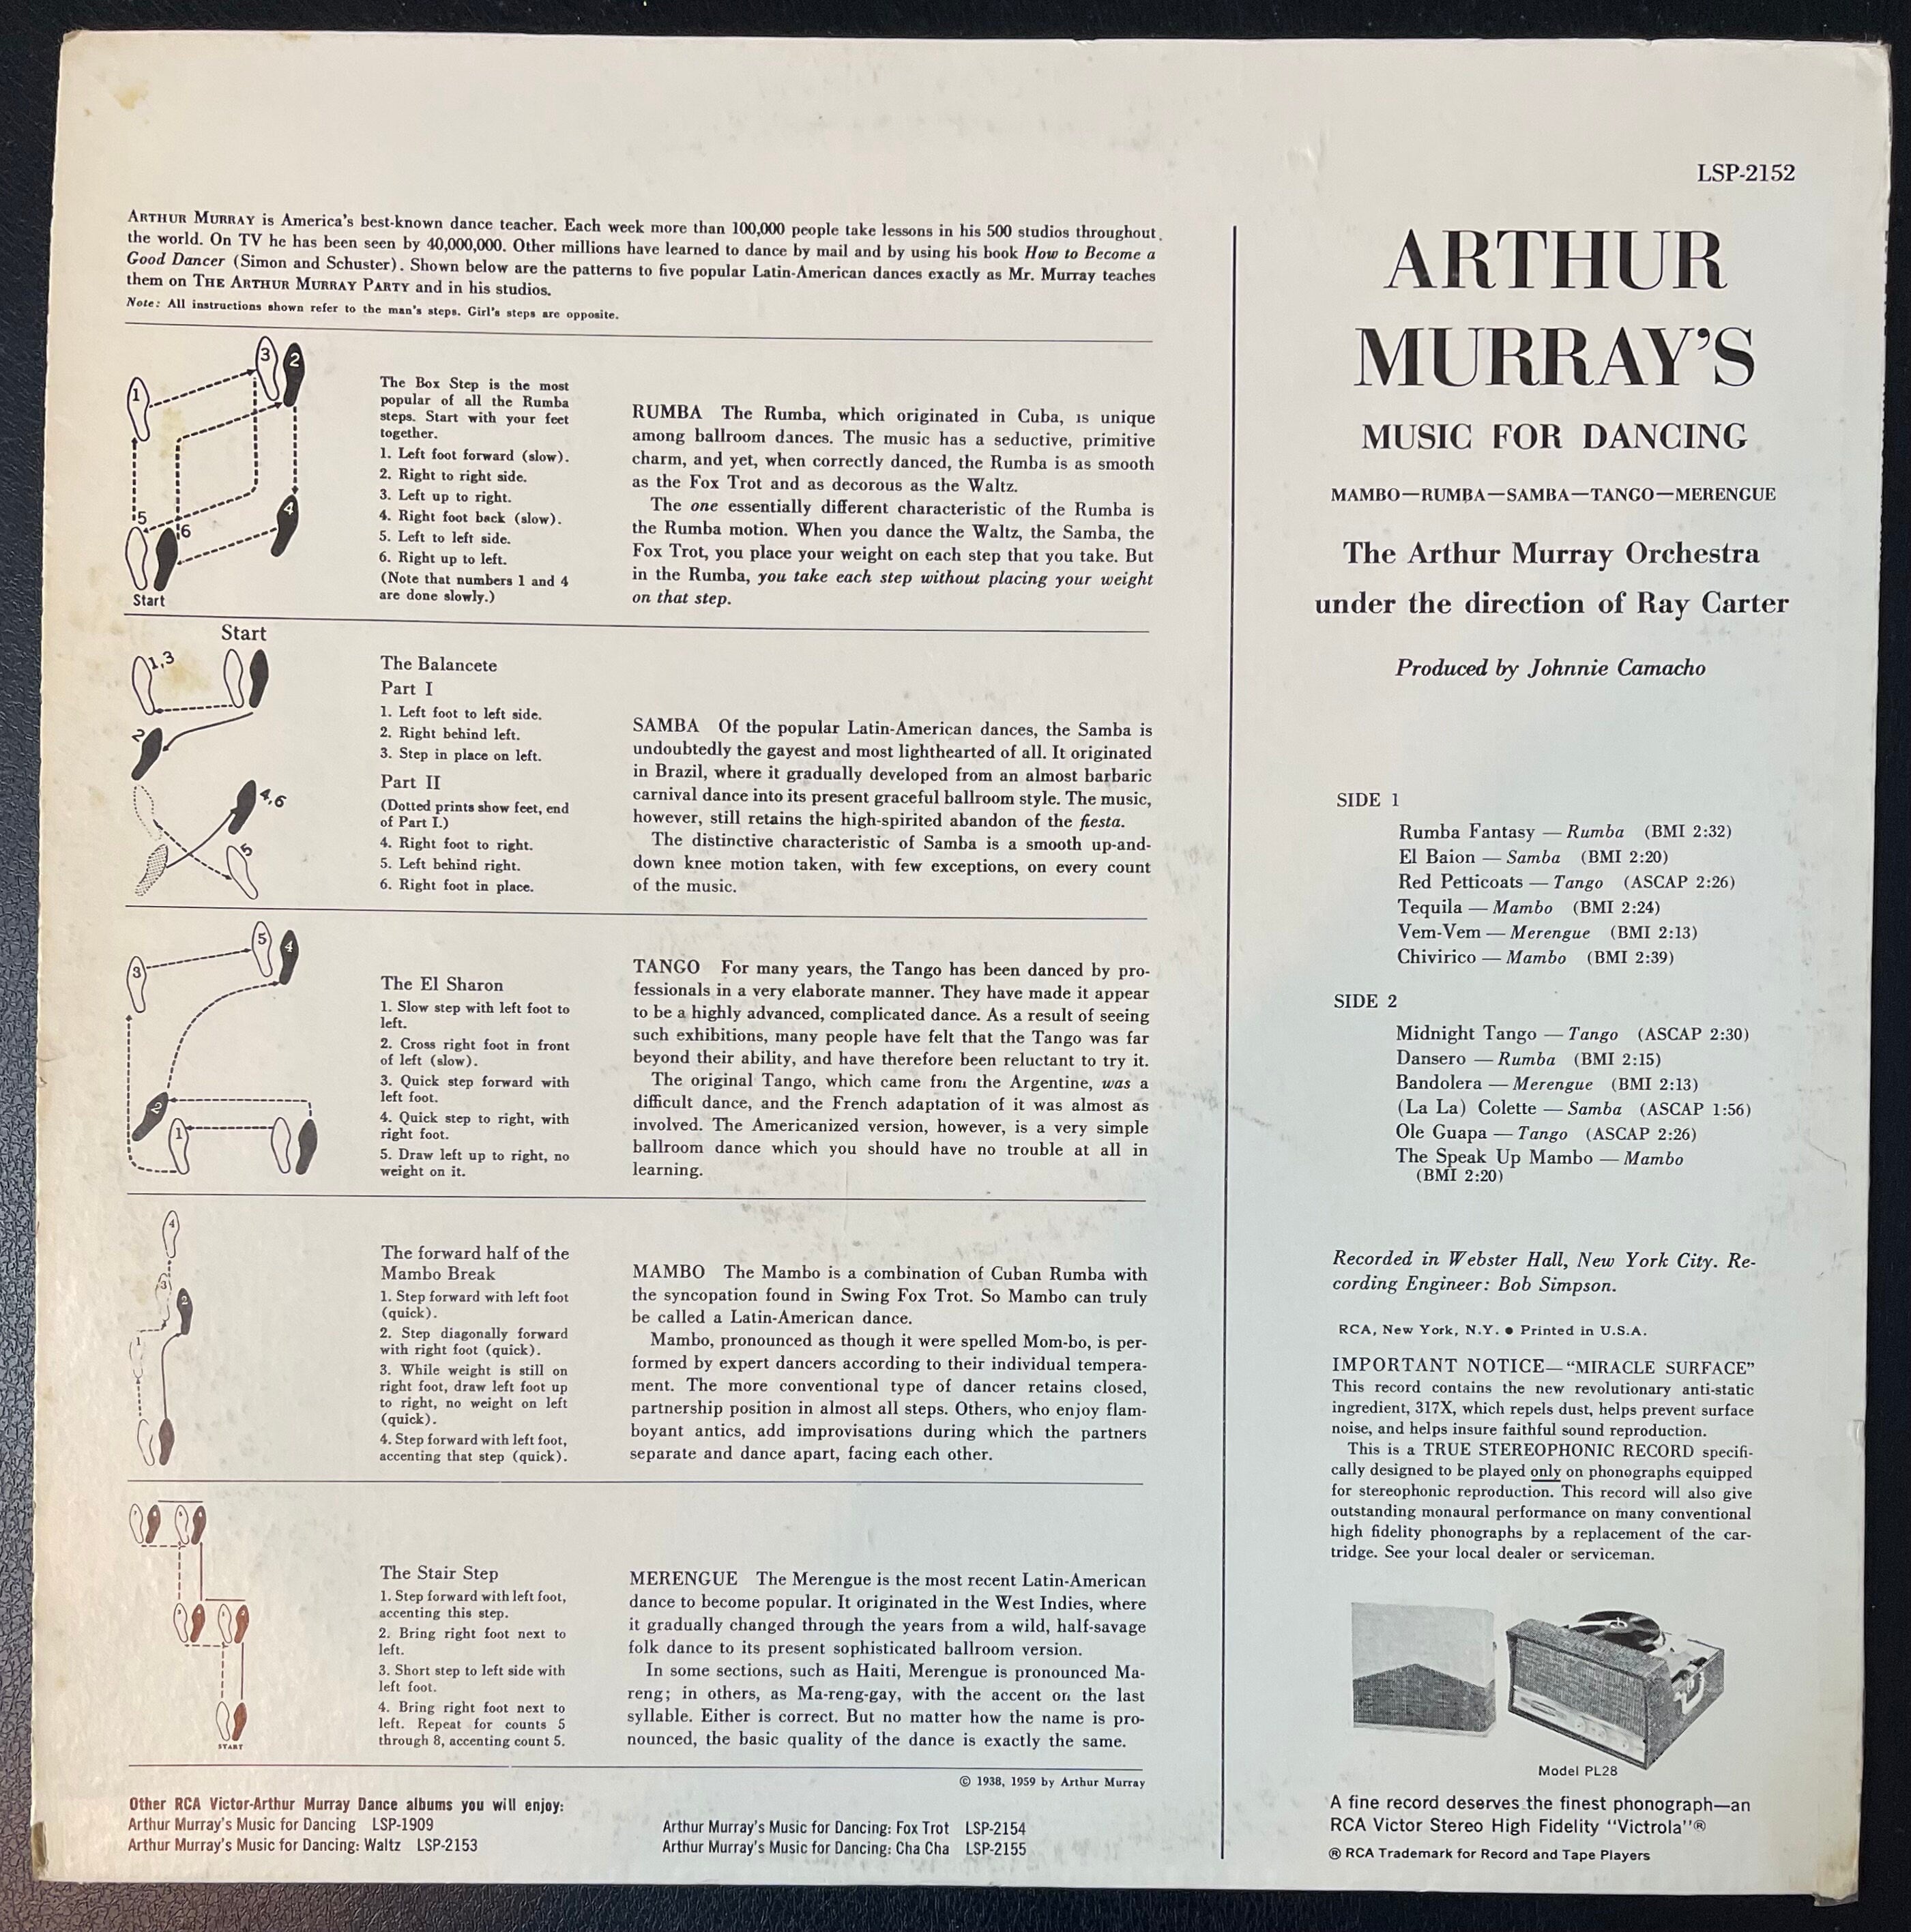 LSP-2152
ARTHUR MURRAY is America's best-known dance teacher. Each week more than 100,000 people take lessons in his 500 studios throughout
the world. On TV he has been seen by 40,000,000. Other millions have learned to dance by mail and by using his book How to Become a
Good Dancer (Simon and Schuster). Shown below are the patterns to five popular Latin-American dances exactly as Mr. Murray teaches
them on THE ARTHUR MURRAY PARTY and in his studios.
Note: All instructions shown refer to the man's steps. Girl's steps are opposite.
1
3
2
5
6
4
Start
The Box Step is the most
popular of all the Rumba
steps. Start with your feet
together.
1. Left foot forward (slow).
2. Right to right side.
3. Left up to right.
4. Right foot back (slow).
5. Left to left side.
6. Right up to left.
(Note that numbers 1 and 4
are done slowly.)
RUMBA The Rumba, which originated in Cuba, is unique
among ballroom dances. The music has a seductive, primitive
charm, and yet, when correctly danced, the Rumba is as smooth
as the Fox Trot and as decorous as the Waltz.
The one essentially different characteristic of the Rumba is
the Rumba motion. When you dance the Waltz, the Samba, the
Fox Trot, you place your weight on each step that you take. But
in the Rumba, you take each step without placing your weight
on that step.
Start
1,3
2
4,6
5
The Balancete
Part I
1. Left foot to left side.
2. Right behind left.
3. Step in place on left.
Part II
(Dotted prints show feet, end
of Part I.)
4. Right foot to right.
5. Left behind right.
6. Right foot in place.
SAMBA Of the popular Latin-American dances, the Samba is
undoubtedly the gayest and most lighthearted of all. It originated
in Brazil, where it gradually developed from an almost barbaric
carnival dance into its present graceful ballroom style. The music,
however, still retains the high-spirited abandon of the fiesta.
The distinctive characteristic of Samba is a smooth up-and-
down knee motion taken, with few exceptions, on every count
of the music.
3
5
4
2
1
The El Sharon
1. Slow step with left foot to
left.
2. Cross right foot in front
of left (slow).
3. Quick step forward with
left foot.
4. Quick step to right, with
right foot.
5. Draw left up to right, no
weight on it.
TANGO For many years, the Tango has been danced by pro-
fessionals in a very elaborate manner. They have made it appear
to be a highly advanced, complicated dance. As a result of seeing
such exhibitions, many people have felt that the Tango was far
beyond their ability, and have therefore been reluctant to try it.
The original Tango, which came from the Argentine, was a
difficult dance, and the French adaptation of it was almost as
involved. The Americanized version, however, is a very simple
ballroom dance which you should have no trouble at all in
learning.
4
3
2
The forward half of the
Mambo Break
1. Step forward with left foot
(quick).
2. Step diagonally forward
with right foot (quick).
3. While weight is still on
right foot, draw left foot up
to right, no weight on left
(quick).
4. Step forward with left foot,
accenting that step (quick).
MAMBO The Mambo is a combination of Cuban Rumba with
the syncopation found in Swing Fox Trot. So Mambo can truly
be called a Latin-American dance.
Mambo, pronounced as though it were spelled Mom-bo, is per-
formed by expert dancers according to their individual tempera-
ment. The more conventional type of dancer retains closed,
partnership position in almost all steps. Others, who enjoy flam-
boyant antics, add improvisations during which the partners
separate and dance apart, facing each other.
START
The Stair Step
1. Step forward with left foot,
accenting this step.
2. Bring right foot next to
left.
3. Short step to left side with
left foot.
4. Bring right foot next to
left. Repeat for counts 5
through 8, accenting count 5.
MERENGUE The Merengue is the most recent Latin-American
dance to become popular. It originated in the West Indies, where
it gradually changed through the years from a wild, half-savage
folk dance to its present sophisticated ballroom version.
In some sections, such as Haiti, Merengue is pronounced Ma-
reng; in others, as Ma-reng-gay, with the accent on the last
syllable. Either is correct. But no matter how the name is pro-
nounced, the basic quality of the dance is exactly the same.
© 1938, 1959 by Arthur Murray
Other RCA Victor-Arthur Murray Dance albums you will enjoy:
Arthur Murray's Music for Dancing LSP-1909
Arthur Murray's Music for Dancing: Waltz LSP-2153
Arthur Murray's Music for Dancing: Fox Trot LSP-2154
Arthur Murray's Music for Dancing: Cha Cha LSP-2155
ARTHUR
MURRAY'S
MUSIC FOR DANCING
MAMBO—RUMBA—SAMBA—TANGO—MERENGUE
The Arthur Murray Orchestra
under the direction of Ray Carter
Produced by Johnnie Camacho
SIDE 1
Rumba Fantasy — Rumba (BMI 2:32)
El Baion — Samba (BMI 2:20)
Red Petticoats — Tango (ASCAP 2:26)
Tequila — Mambo (BMI 2:24)
Vem-Vem — Merengue (BMI 2:13)
Chivirico — Mambo (BMI 2:39)
SIDE 2
Midnight Tango — Tango (ASCAP 2:30)
Dansero — Rumba (BMI 2:15)
Bandolera — Merengue (BMI 2:13)
(La La) Colette — Samba (ASCAP 1:56)
Ole Guapa — Tango (ASCAP 2:26)
The Speak Up Mambo — Mambo
(BMI 2:20)
Recorded in Webster Hall, New York City. Re-
cording Engineer: Bob Simpson.
RCA, New York, N.Y. ● Printed in U.S.A.
IMPORTANT NOTICE—"MIRACLE SURFACE"
This record contains the new revolutionary anti-static
ingredient, 317X, which repels dust, helps prevent surface
noise, and helps insure faithful sound reproduction.
This is a TRUE STEREOPHONIC RECORD specifi-
cally designed to be played only on phonographs equipped
for stereophonic reproduction. This record will also give
outstanding monaural performance on many conventional
high fidelity phonographs by a replacement of the car-
tridge. See your local dealer or serviceman.
Model PL28
A fine record deserves the finest phonograph—an
RCA Victor Stereo High Fidelity "Victrola"®
® RCA Trademark for Record and Tape Players